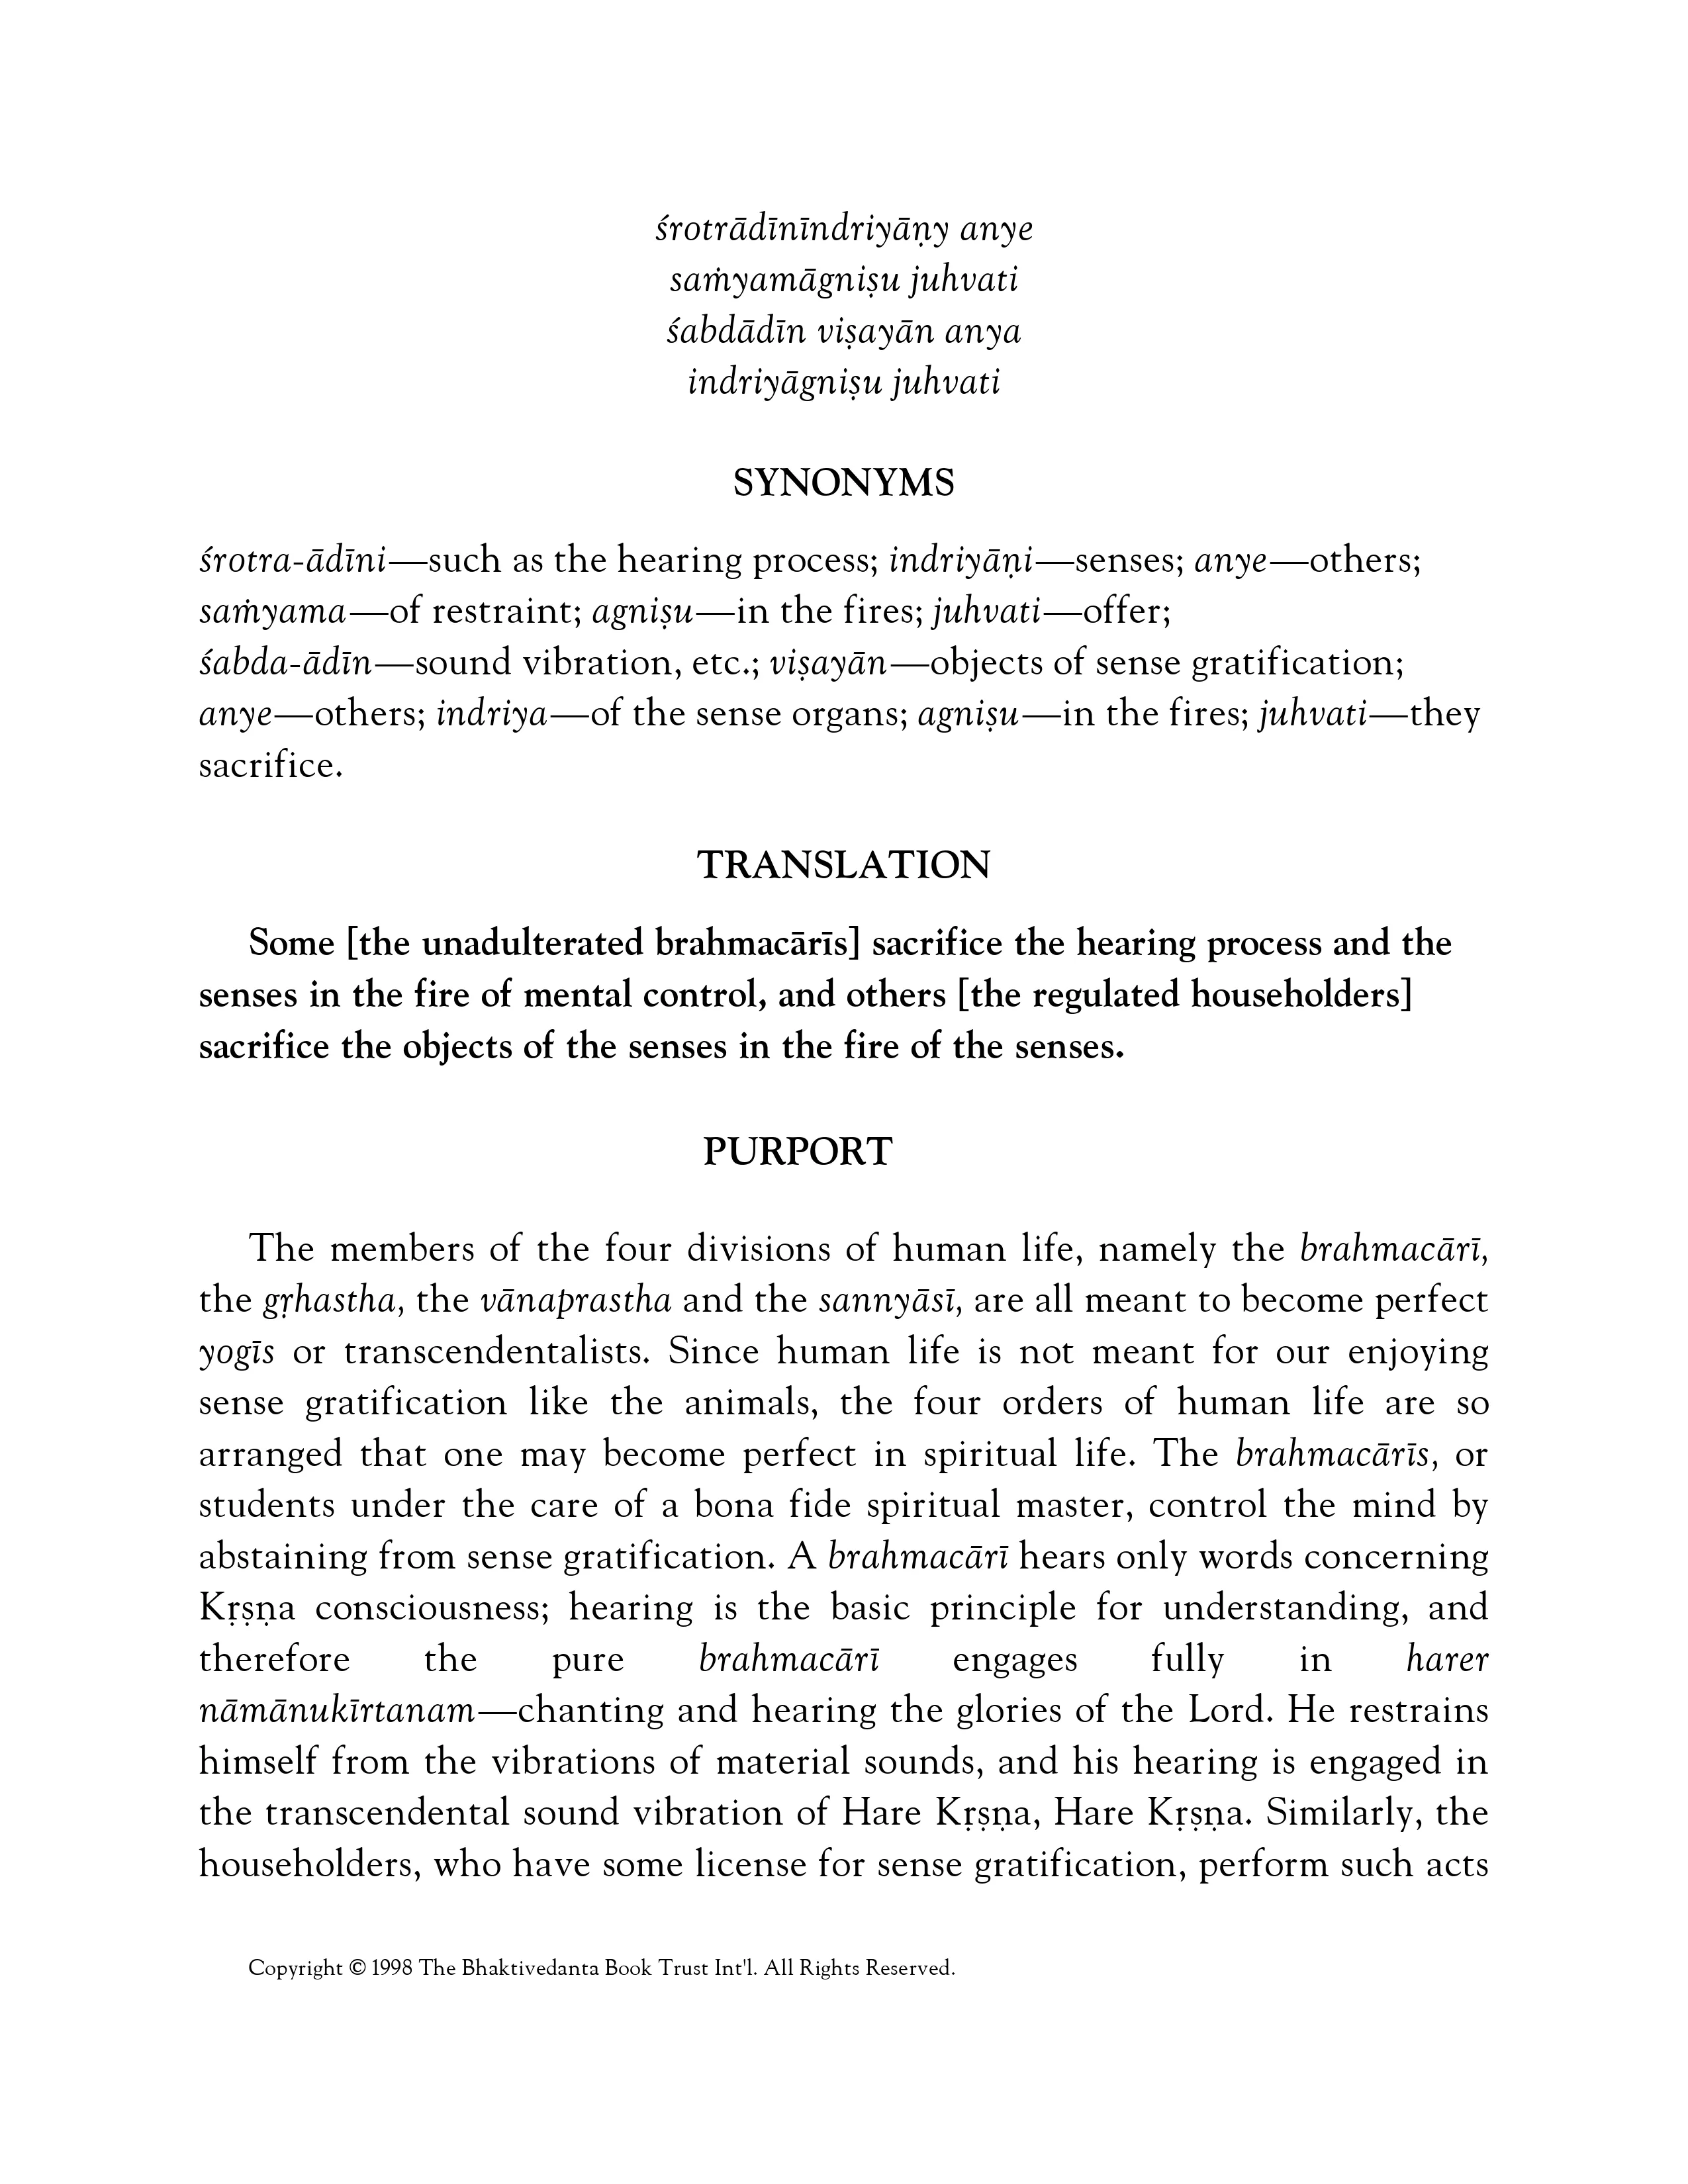 śrotrādīnīndriyāṇy anye
saṁyamāgniṣu juhvati
śabdādīn viṣayān anya
indriyāgniṣu juhvati
SYNONYMS
śrotra-ādīni—such as the hearing process; indriyāṇi—senses; anye—others;
saṁyama—of restraint; agniṣu—in the fires; juhvati—offer;
śabda-ādīn—sound vibration, etc.; viṣayān—objects of sense gratification;
anye—others; indriya—of the sense organs; agniṣu—in the fires; juhvati—they
sacrifice.
TRANSLATION
Some [the unadulterated brahmacārīs] sacrifice the hearing process and the
senses in the fire of mental control, and others [the regulated householders]
sacrifice the objects of the senses in the fire of the senses.
PURPORT
The members of the four divisions of human life, namely the brahmacārī,
the gṛhastha, the vānaprastha and the sannyāsī, are all meant to become perfect
yogīs or transcendentalists. Since human life is not meant for our enjoying
sense gratification like the animals, the four orders of human life are so
arranged that one may become perfect in spiritual life. The brahmacārīs, or
students under the care of a bona fide spiritual master, control the mind by
abstaining from sense gratification. A brahmacārī hears only words concerning
Kṛṣṇa consciousness; hearing is the basic principle for understanding, and
therefore the pure brahmacārī engages fully in harer
nāmānukīrtanam—chanting and hearing the glories of the Lord. He restrains
himself from the vibrations of material sounds, and his hearing is engaged in
the transcendental sound vibration of Hare Kṛṣṇa, Hare Kṛṣṇa. Similarly, the
householders, who have some license for sense gratification, perform such acts
Copyright © 1998 The Bhaktivedanta Book Trust Int'l. All Rights Reserved.